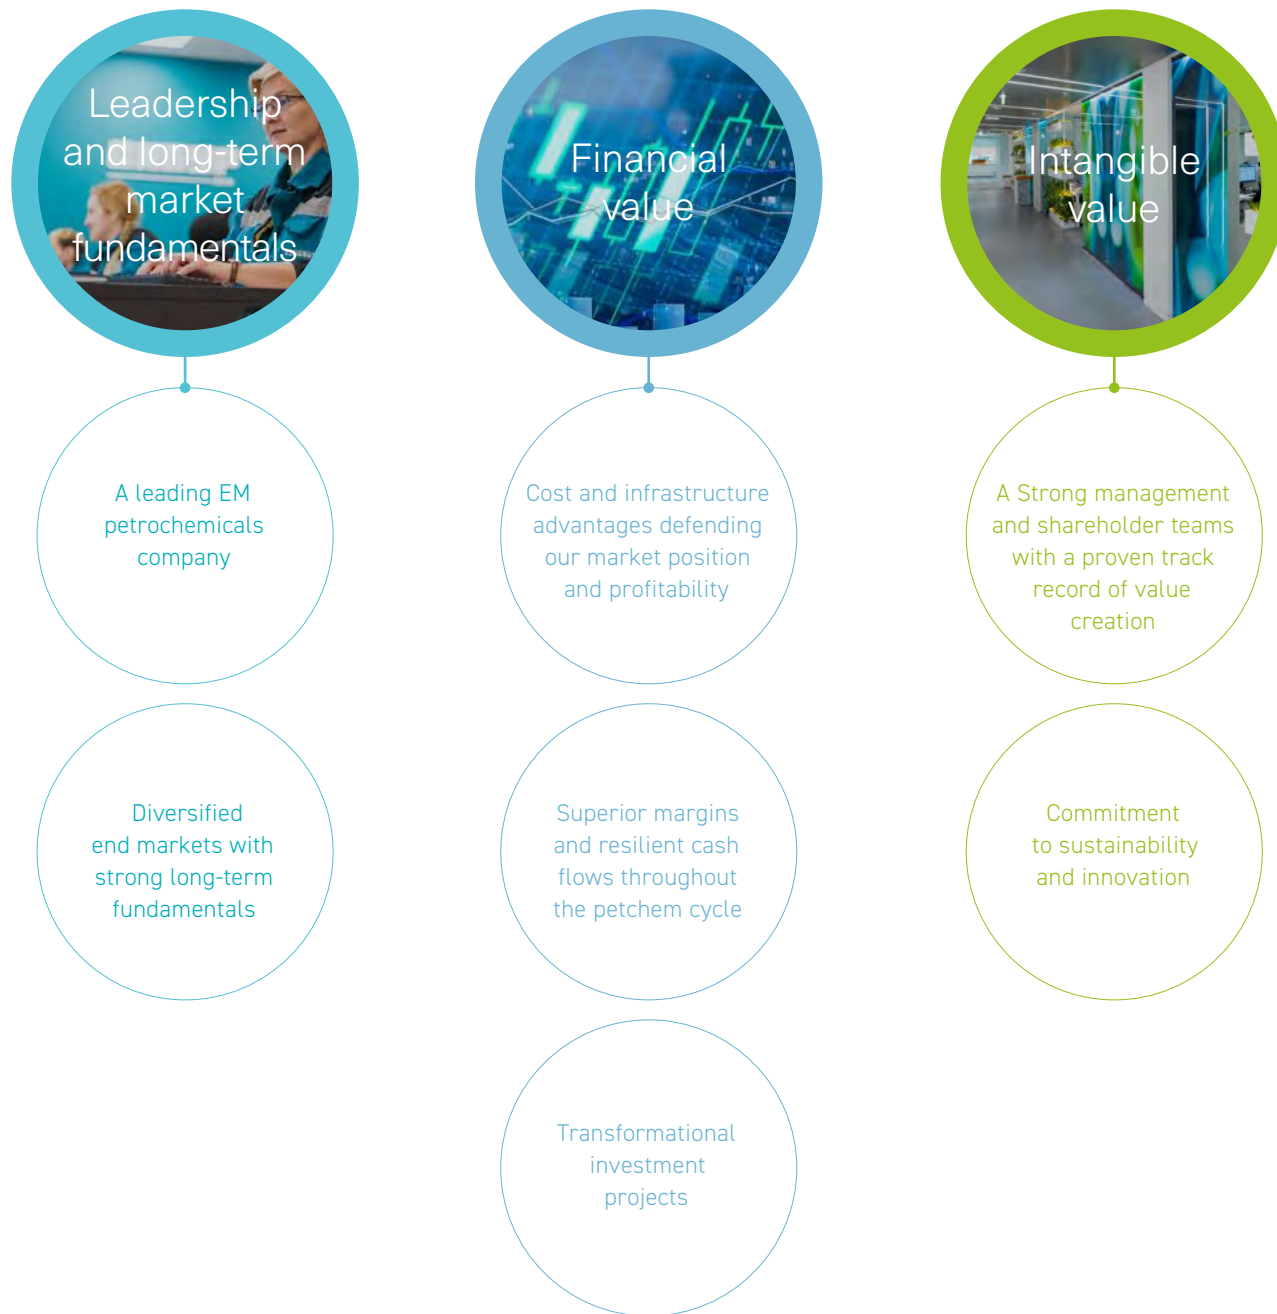 Leadership
and long-term
market
fundamentals
A leading EM
petrochemicals
company
Diversified
end markets with
strong long-term
fundamentals
Financial
value
Cost and infrastructure
advantages defending
our market position
and profitability
Superior margins
and resilient cash
flows throughout
the petchem cycle
Transformational
investment
projects
Intangible
value
A Strong management
and shareholder teams
with a proven track
record of value
creation
Commitment
to sustainability
and innovation